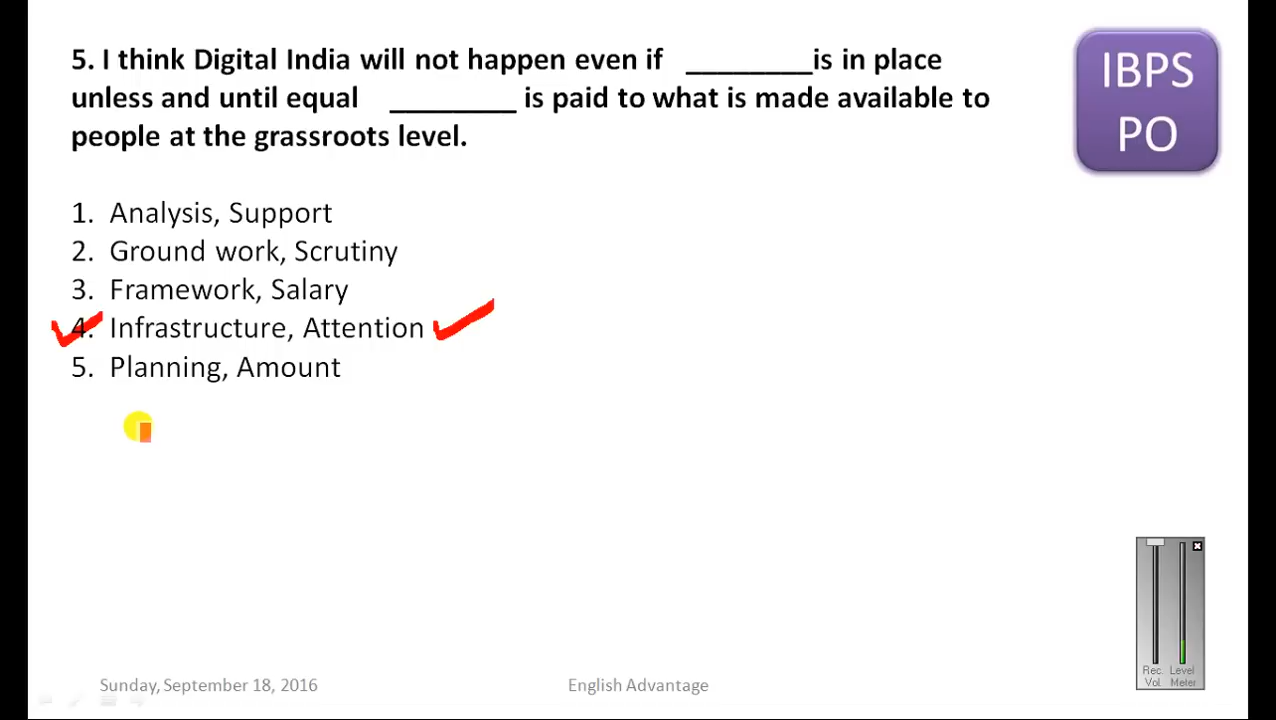 5. I think Digital India will not happen even if ________is in place
unless and until equal ________ is paid to what is made available to
people at the grassroots level.
IBPS
PO
1. Analysis, Support
2. Ground work, Scrutiny
3. Framework, Salary
4. Infrastructure, Attention
5. Planning, Amount
Rec. Level
Vol. Meter
Sunday, September 18, 2016
English Advantage